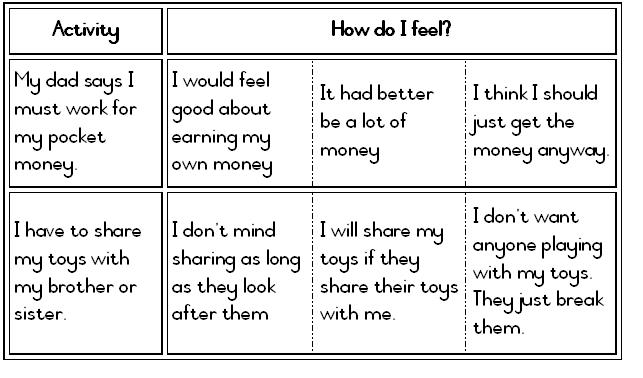 Activity
How do I feel?
My dad says I
must work for
my pocket
money.
I would feel
good about
earning my
own money
It had better
be a lot of
money
I think I should
just get the
money anyway.
I have to share
my toys with
my brother or
sister.
I don't mind
sharing as long
as they look
after them
I will share my
toys if they
share their toys
with me.
I don't want
anyone playing
with my toys.
They just break
them.